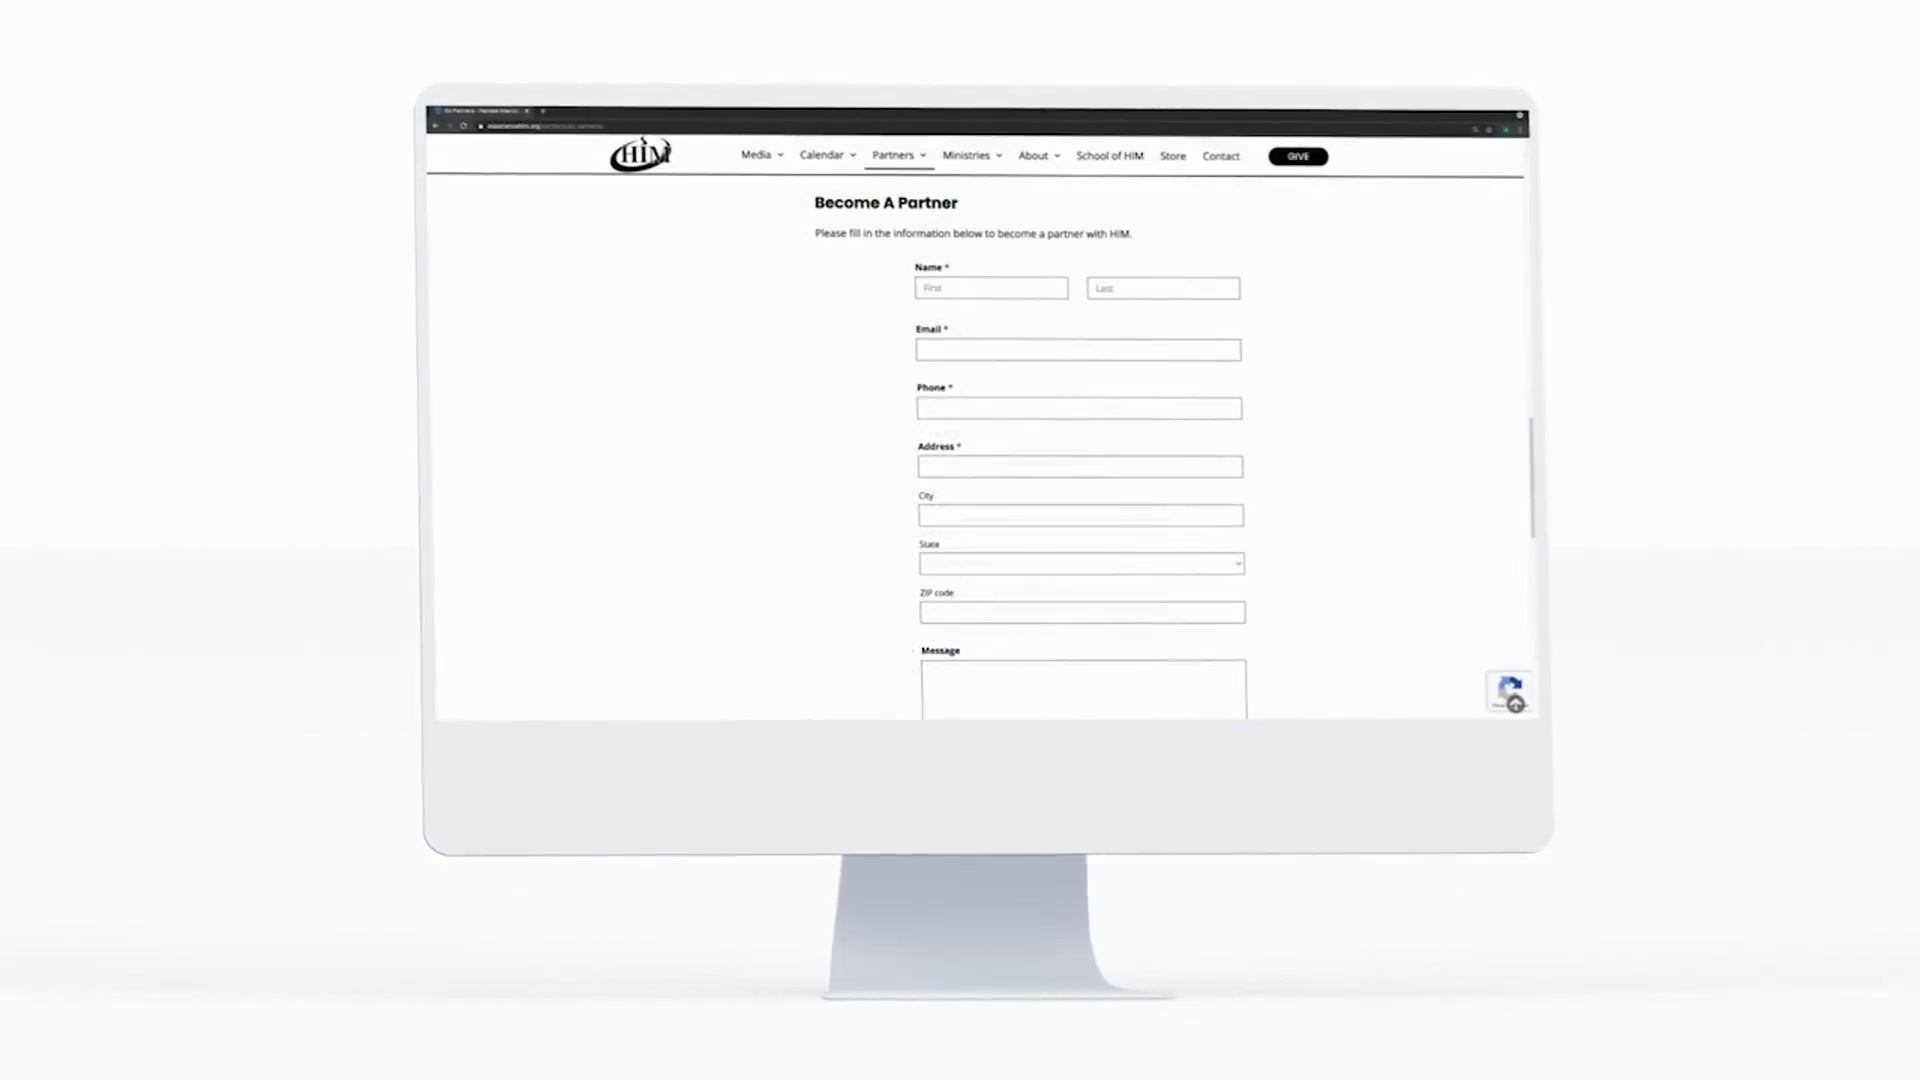 HIM
Media Calendar Partners Ministries About School of HIM Store Contact GIVE
Become A Partner
Please fill in the information below to become a partner with HIM.
Name *
First Last
Email *
Phone *
Address *
City
State
ZIP code
Message